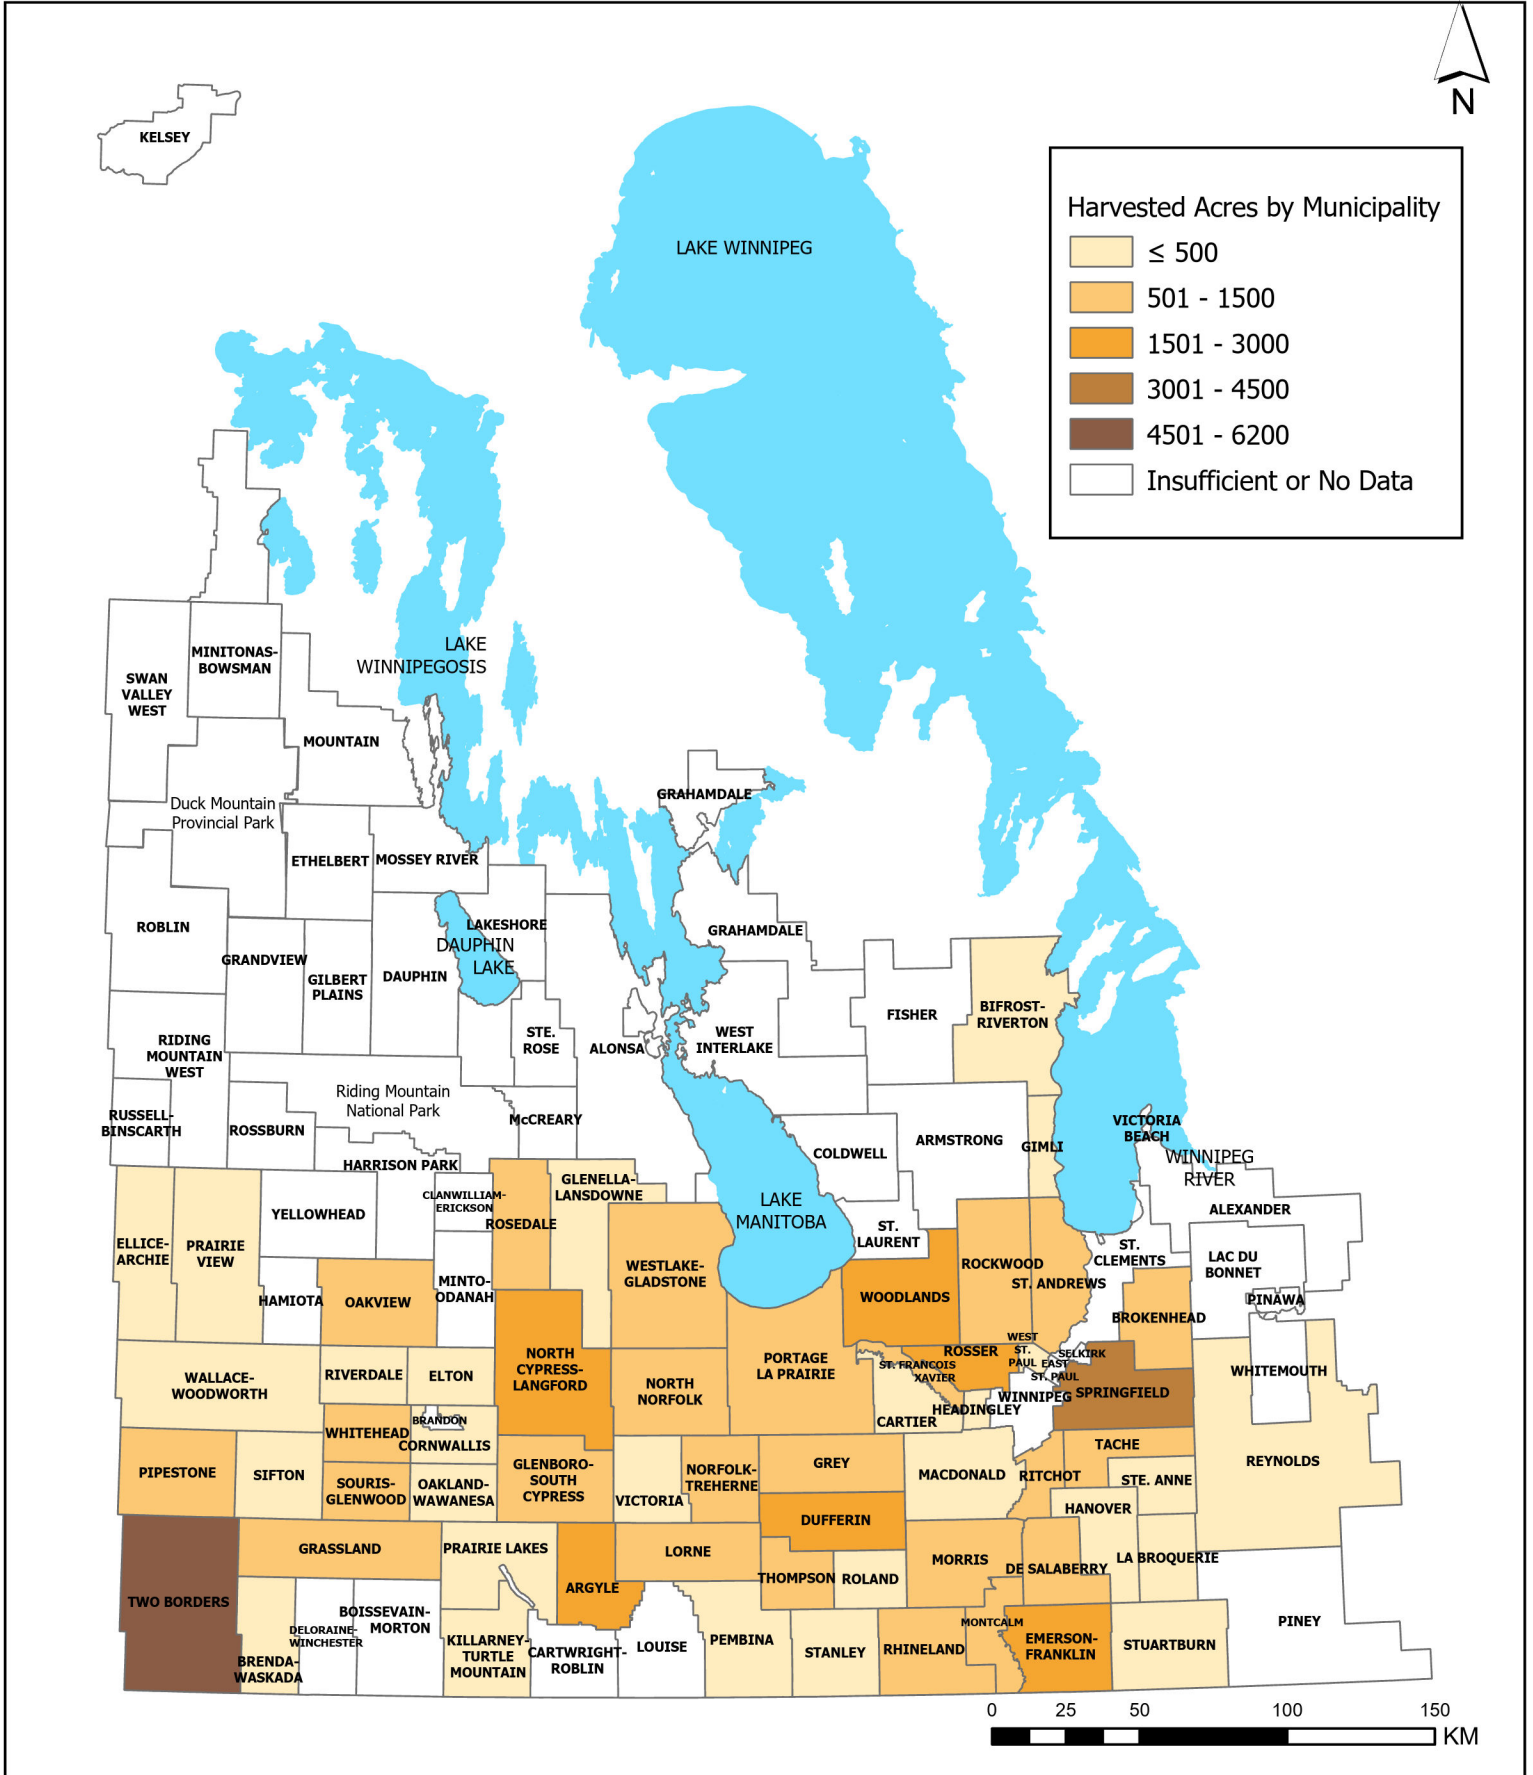 N
KELSEY
Harvested Acres by Municipality
≤ 500
501 - 1500
1501 - 3000
3001 - 4500
4501 - 6200
Insufficient or No Data
LAKE WINNIPEG
LAKE
WINNIPEGOSIS
MINITONAS-
BOWSMAN
SWAN
VALLEY
WEST
MOUNTAIN
Duck Mountain
Provincial Park
GRAHAMDALE
ETHELBERT
MOSSEY RIVER
ROBLIN
LAKESHORE
DAUPHIN
LAKE
GRANDVIEW
GILBERT
PLAINS
DAUPHIN
GRAHAMDALE
FISHER
BIFROST-
RIVERTON
RIDING
MOUNTAIN
WEST
STE.
ROSE
ALONSA
WEST
INTERLAKE
Riding Mountain
National Park
RUSSELL-
BINSCARTH
ROSSBURN
McCREARY
HARRISON PARK
COLDWELL
ARMSTRONG
GIMLI
VICTORIA
BEACH
WINNIPEG
RIVER
ALEXANDER
CLANWILLIAM-
ERICKSON
YELLOWHEAD
ROSEDALE
GLENELLA-
LANSDOWNE
LAKE
MANITOBA
ST.
LAURENT
ELLICE-
ARCHIE
PRAIRIE
VIEW
HAMIOTA
OAKVIEW
MINTO-
ODANAH
WESTLAKE-
GLADSTONE
WOODLANDS
ROCKWOOD
ST. ANDREWS
ST.
CLEMENTS
LAC DU
BONNET
PINAWA
BROKENHEAD
WALLACE-
WOODWORTH
RIVERDALE
ELTON
NORTH
CYPRESS-
LANGFORD
NORTH
NORFOLK
PORTAGE
LA PRAIRIE
ST. FRANCOIS
XAVIER
ROSSER
WEST
ST.
PAUL
EAST
ST. PAUL
SELKIRK
SPRINGFIELD
WHITEMOUTH
WINNIPEG
HEADINGLEY
CARTIER
WHITEHEAD
BRANDON
CORNWALLIS
PIPESTONE
SIFTON
SOURIS-
GLENWOOD
OAKLAND-
WAWANESA
GLENBORO-
SOUTH
CYPRESS
VICTORIA
NORFOLK-
TREHERNE
GREY
MACDONALD
RITCHOT
TACHE
STE. ANNE
REYNOLDS
HANOVER
DUFFERIN
GRASSLAND
PRAIRIE LAKES
ARGYLE
LORNE
THOMPSON
ROLAND
MORRIS
DE SALABERRY
LA BROQUERIE
TWO BORDERS
BRENDA-
WASKADA
DELORAINE-
WINCHESTER
BOISSEVAIN-
MORTON
KILLARNEY-
TURTLE
MOUNTAIN
CARTWRIGHT-
ROBLIN
LOUISE
PEMBINA
STANLEY
RHINELAND
MONTCALM
EMERSON-
FRANKLIN
STUARTBURN
PINEY
0 25 50 100 150
KM